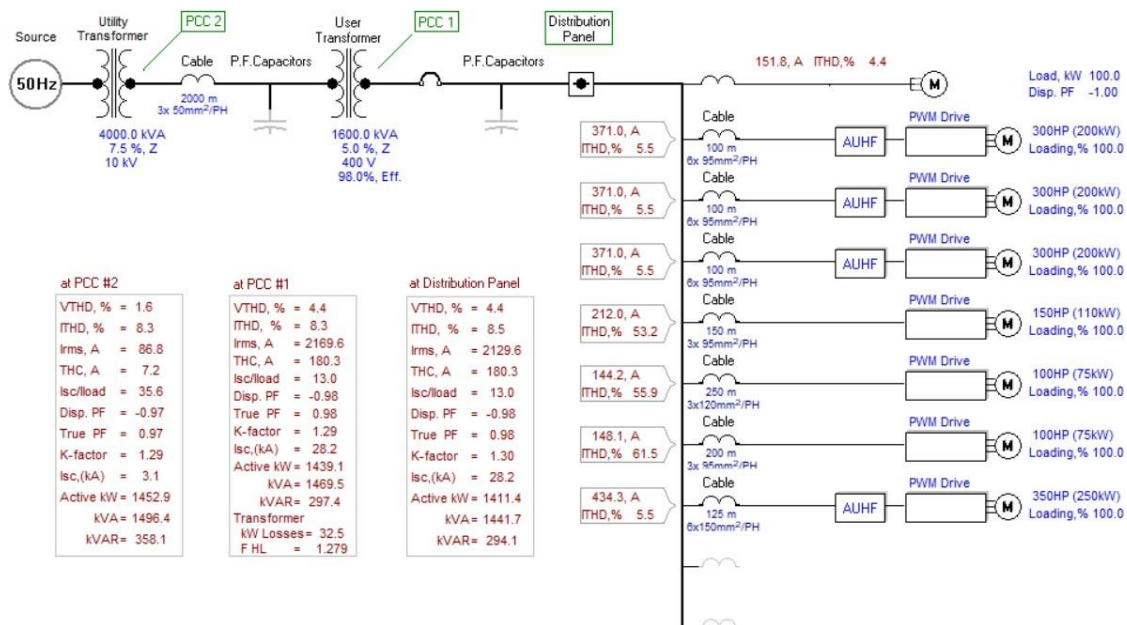 Source
50Hz
Utility
Transformer
4000.0 kVA
7.5 %, Z
10 kV
PCC 2
Cable
2000 m
3x 50mm²/PH
P.F.Capacitors
User
Transformer
1600.0 kVA
5.0 %, Z
400 V
98.0%, Eff.
PCC 1
P.F.Capacitors
Distribution
Panel
151.8, A ITHD,% 4.4
M
Load, kW 100.0
Disp. PF -1.00
371.0, A
ITHD,% 5.5
Cable
100 m
6x 95mm²/PH
AUHF
PWM Drive
M
300HP (200kW)
Loading,% 100.0
371.0, A
ITHD,% 5.5
Cable
100 m
6x 95mm²/PH
AUHF
PWM Drive
M
300HP (200kW)
Loading,% 100.0
371.0, A
ITHD,% 5.5
Cable
100 m
6x 95mm²/PH
AUHF
PWM Drive
M
300HP (200kW)
Loading,% 100.0
212.0, A
ITHD,% 53.2
Cable
150 m
3x 95mm²/PH
PWM Drive
M
150HP (110kW)
Loading,% 100.0
144.2, A
ITHD,% 55.9
Cable
250 m
3x120mm²/PH
PWM Drive
M
100HP (75kW)
Loading,% 100.0
148.1, A
ITHD,% 61.5
Cable
200 m
3x 95mm²/PH
PWM Drive
M
100HP (75kW)
Loading,% 100.0
434.3, A
ITHD,% 5.5
Cable
125 m
6x150mm²/PH
AUHF
PWM Drive
M
350HP (250kW)
Loading,% 100.0
at PCC #2
VTHD, % = 1.6
ITHD, % = 8.3
Irms, A = 86.8
THC, A = 7.2
Isc/Iload = 35.6
Disp. PF = -0.97
True PF = 0.97
K-factor = 1.29
Isc,(kA) = 3.1
Active kW = 1452.9
kVA= 1496.4
kVAR= 358.1
at PCC #1
VTHD, % = 4.4
ITHD, % = 8.3
Irms, A = 2169.6
THC, A = 180.3
Isc/Iload = 13.0
Disp. PF = -0.98
True PF = 0.98
K-factor = 1.29
Isc,(kA) = 28.2
Active kW = 1439.1
kVA= 1469.5
kVAR= 297.4
Transformer
kW Losses= 32.5
F HL = 1.279
at Distribution Panel
VTHD, % = 4.4
ITHD, % = 8.5
Irms, A = 2129.6
THC, A = 180.3
Isc/Iload = 13.0
Disp. PF = -0.98
True PF = 0.98
K-factor = 1.30
Isc,(kA) = 28.2
Active kW = 1411.4
kVA= 1441.7
kVAR= 294.1